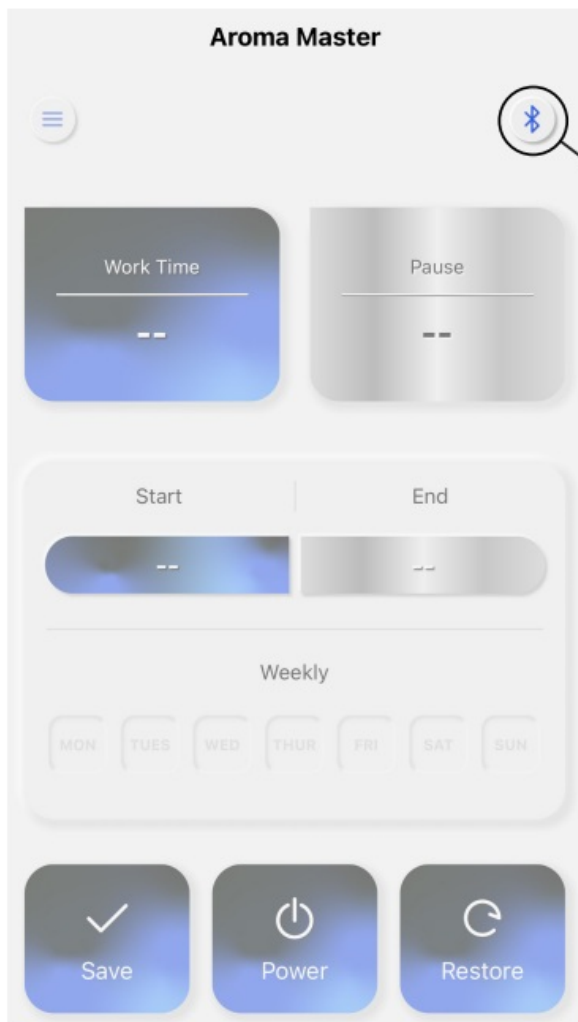 Aroma Master
Work Time
--
Pause
--
Start
End
--
--
Weekly
MON TUES WED THUR FRI SAT SUN
Save
Power
Restore